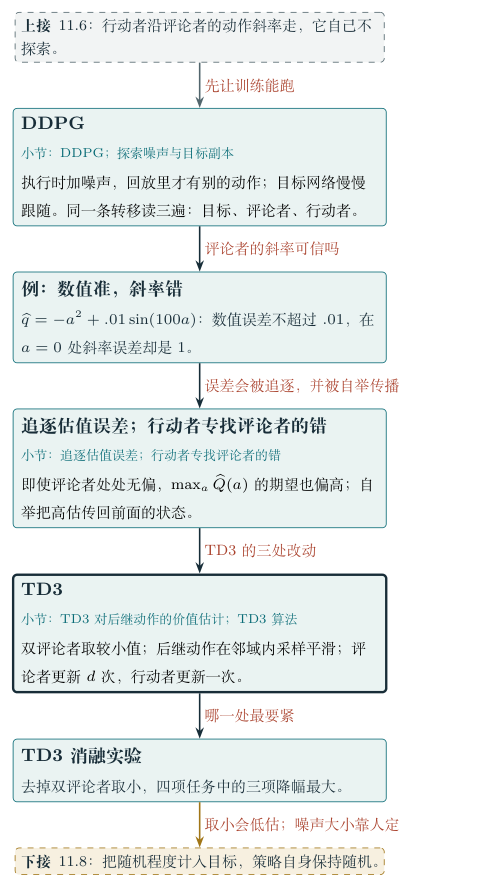 上接 11.6：行动者沿评论者的动作斜率走，它自己不
探索。
先让训练能跑
DDPG
小节：DDPG；探索噪声与目标副本
执行时加噪声，回放里才有别的动作；目标网络慢慢
跟随。同一条转移读三遍：目标、评论者、行动者。
评论者的斜率可信吗
例：数值准，斜率错
q̂ = −a² + .01 sin(100a)：数值误差不超过 .01，在
a = 0 处斜率误差却是 1。
误差会被追逐，并被自举传播
追逐估值误差；行动者专找评论者的错
小节：追逐估值误差；行动者专找评论者的错
即使评论者处处无偏，maxₐ Q̂(a) 的期望也偏高；自
举把高估传回前面的状态。
TD3 的三处改动
TD3
小节：TD3 对后继动作的价值估计；TD3 算法
双评论者取较小值；后继动作在邻域内采样平滑；评
论者更新 d 次，行动者更新一次。
哪一处最要紧
TD3 消融实验
去掉双评论者取小，四项任务中的三项降幅最大。
取小会低估；噪声大小靠人定
下接 11.8：把随机程度计入目标，策略自身保持随机。